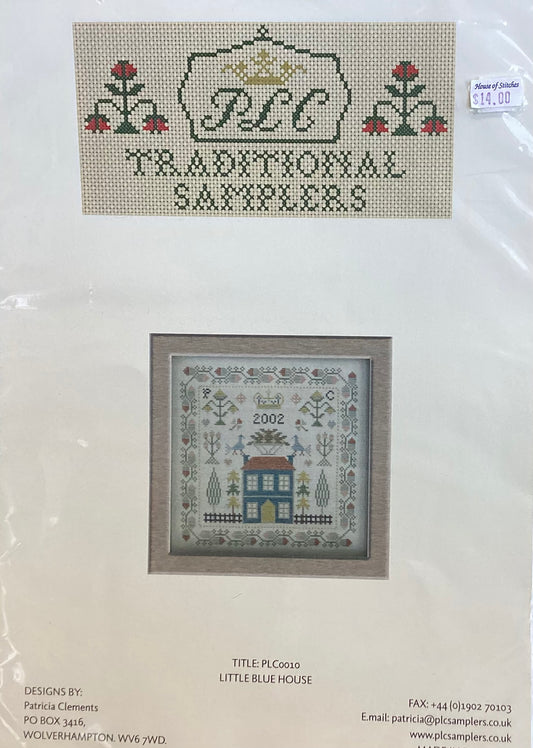 House of Stitches
$14.00
PLC
TRADITIONAL
SAMPLERS
P C
2002
TITLE: PLC0010
LITTLE BLUE HOUSE
DESIGNS BY:
Patricia Clements
PO BOX 3416,
WOLVERHAMPTON. WV6 7WD.
FAX: +44 (0)1902 70103
E.mail: patricia@plcsamplers.co.uk
www.plcsamplers.co.uk